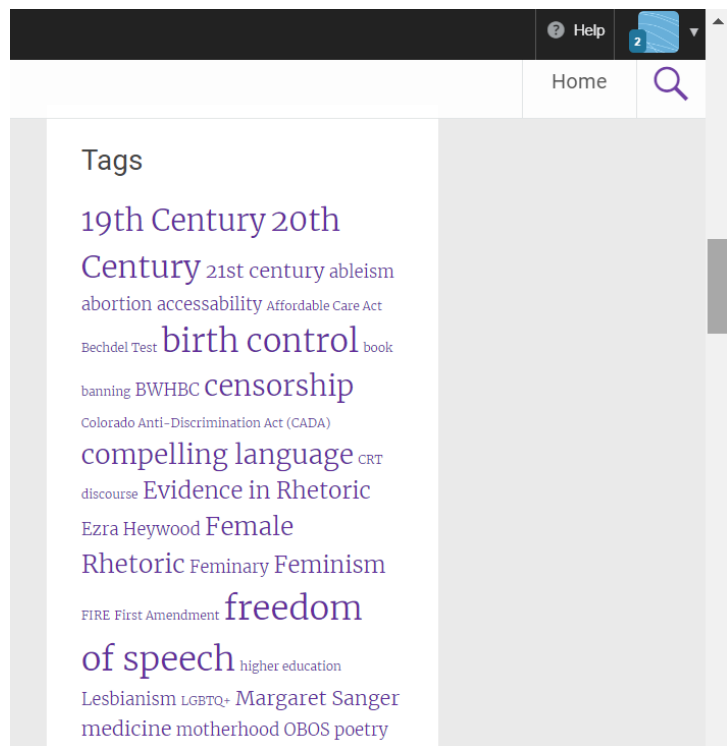 Help
2
Home
Tags
19th Century 20th
Century 21st century ableism
abortion accessability Affordable Care Act
Bechdel Test birth control book
banning BWHBC censorship
Colorado Anti-Discrimination Act (CADA)
compelling language CRT
discourse Evidence in Rhetoric
Ezra Heywood Female
Rhetoric Feminary Feminism
FIRE First Amendment freedom
of speech higher education
Lesbianism LGBTQ+ Margaret Sanger
medicine motherhood OBOS poetry